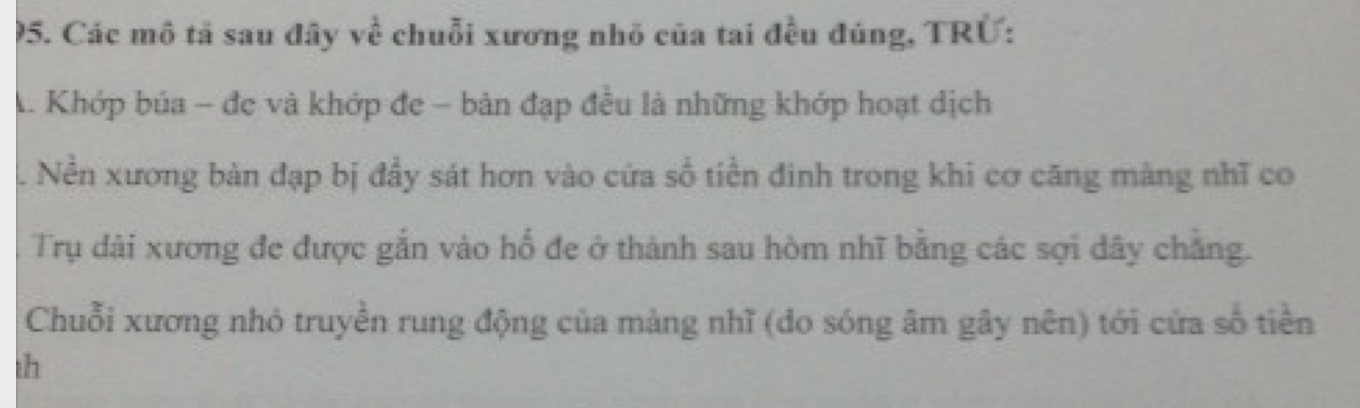 95. Các mô tả sau đây về chuỗi xương nhỏ của tai đều đúng, TRỪ:
A. Khớp búa – đe và khớp đe – bàn đạp đều là những khớp hoạt dịch
. Nền xương bàn đạp bị đẩy sát hơn vào cửa sổ tiền đình trong khi cơ căng màng nhĩ co
Trụ dài xương đe được gắn vào hố đe ở thành sau hòm nhĩ bằng các sợi dây chằng.
Chuỗi xương nhỏ truyền rung động của màng nhĩ (do sóng âm gây nên) tới cửa sổ tiền
nh